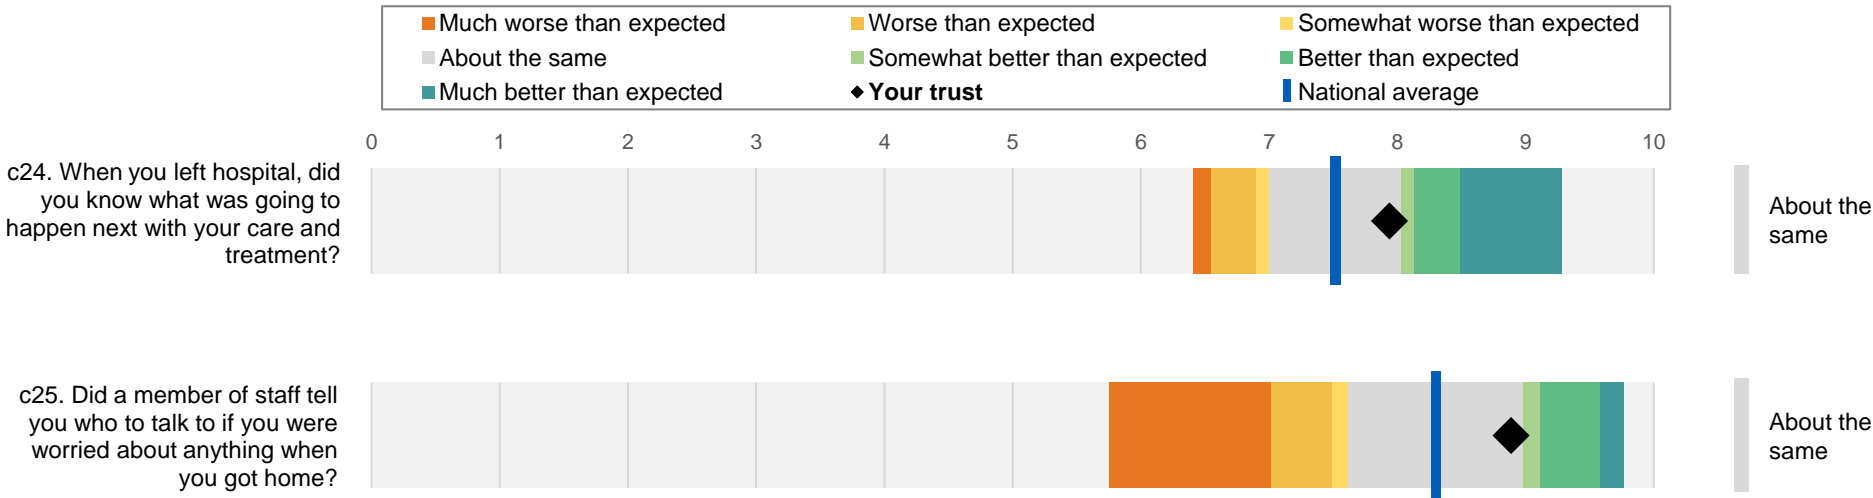 Much worse than expected
Worse than expected
Somewhat worse than expected
About the same
Somewhat better than expected
Better than expected
Much better than expected
Your trust
National average
0 1 2 3 4 5 6 7 8 9 10
c24. When you left hospital, did
you know what was going to
happen next with your care and
treatment?
About the
same
c25. Did a member of staff tell
you who to talk to if you were
worried about anything when
you got home?
About the
same